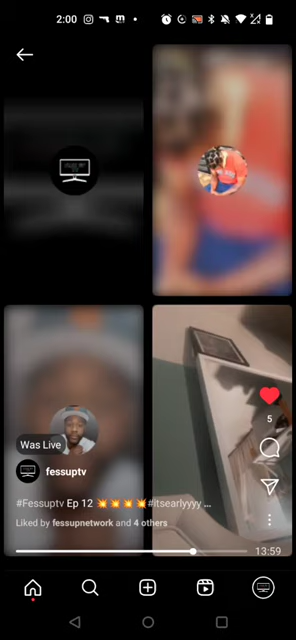 2:00
5
Was Live
fessuptv
#Fessuptv Ep 12 💥💥💥💥#itsearlyyyy ...
Liked by fessupnetwork and 4 others
13:59